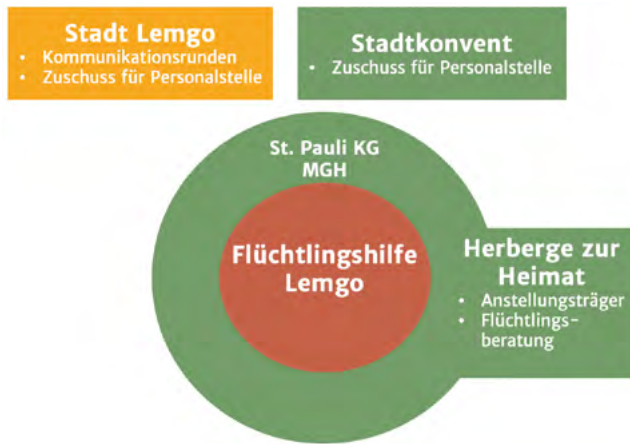 Stadt Lemgo
• Kommunikationsrunden
• Zuschuss für Personalstelle
Stadtkonvent
• Zuschuss für Personalstelle
St. Pauli KG
MGH
Flüchtlingshilfe
Lemgo
Herberge zur
Heimat
• Anstellungsträger
• Flüchtlings-
beratung